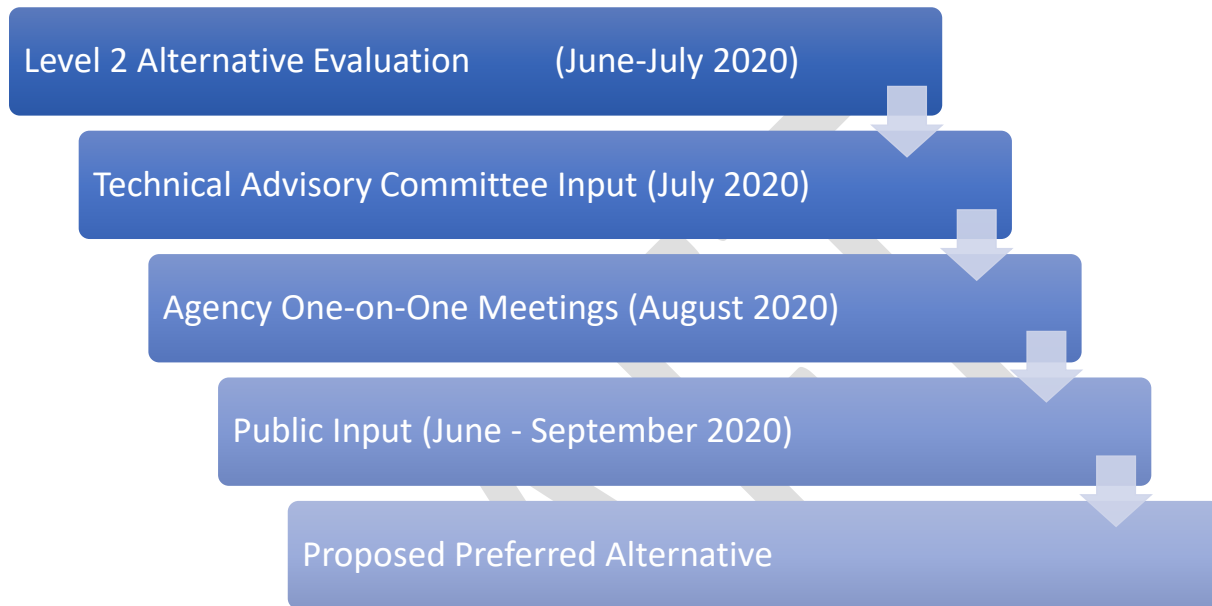 Level 2 Alternative Evaluation (June-July 2020)
Technical Advisory Committee Input (July 2020)
Agency One-on-One Meetings (August 2020)
Public Input (June - September 2020)
Proposed Preferred Alternative